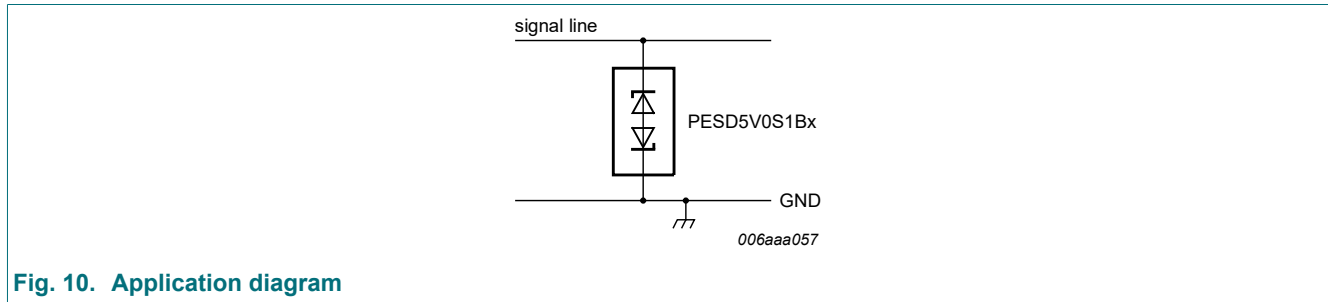 signal line
PESD5V0S1Bx
GND
006aaa057
Fig. 10. Application diagram